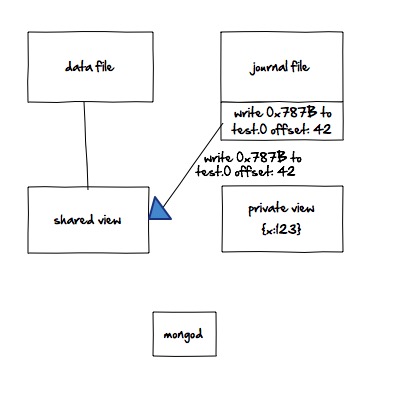 data file
journal file
write 0x787B to
test.0 offset: 42
write 0x787B to
test.0 offset: 42
shared view
private view
{x:123}
mongod